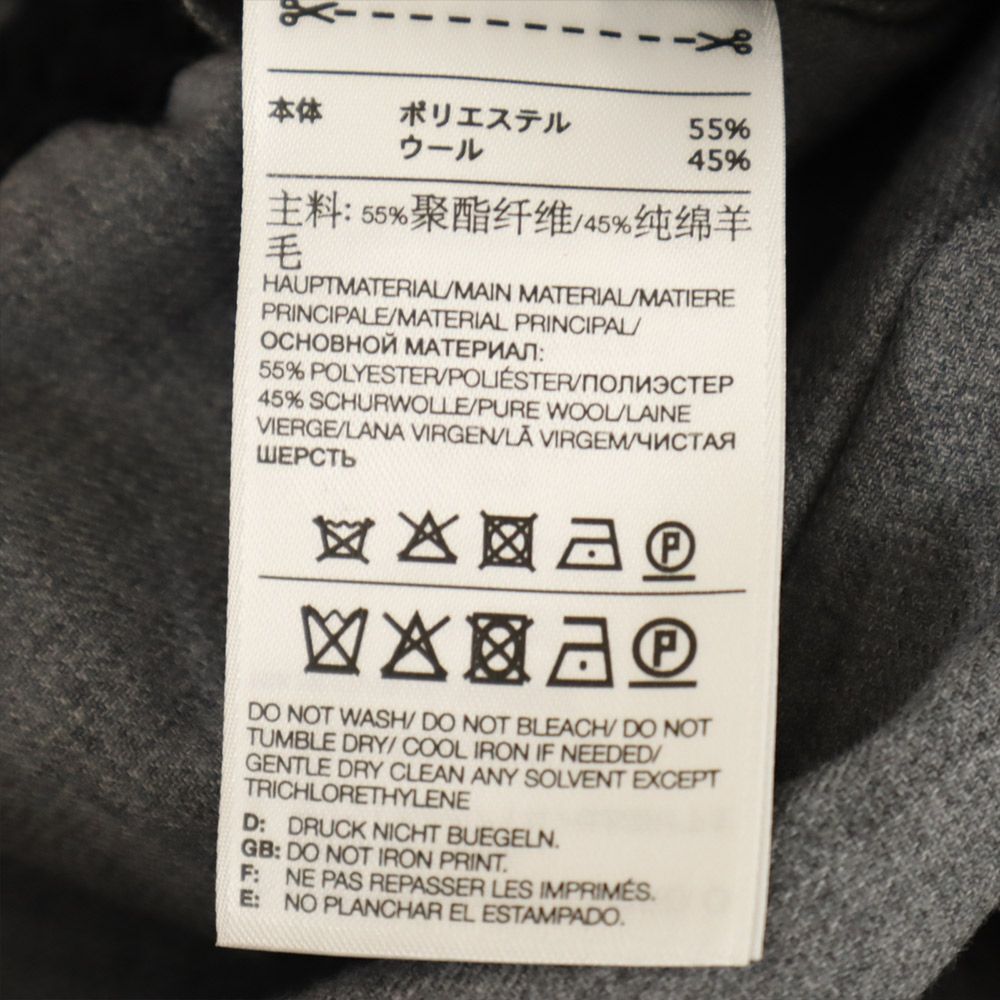 本体 ポリエステル 55%
ウール 45%
主料: 55%聚酯纤维/45%纯绵羊
毛
HAUPTMATERIAL/MAIN MATERIAL/MATIERE
PRINCIPALE/MATERIAL PRINCIPAL/
ОСНОВНОЙ МАТЕРИАЛ:
55% POLYESTER/POLIÉSTER/ПОЛИЭСТЕР
45% SCHURWOLLE/PURE WOOL/LAINE
VIERGE/LANA VIRGEN/LÃ VIRGEM/ЧИСТАЯ
ШЕРСТЬ
P
P
DO NOT WASH/ DO NOT BLEACH/ DO NOT
TUMBLE DRY/ COOL IRON IF NEEDED/
GENTLE DRY CLEAN ANY SOLVENT EXCEPT
TRICHLORETHYLENE
D: DRUCK NICHT BUEGELN.
GB: DO NOT IRON PRINT.
F: NE PAS REPASSER LES IMPRIMÉS.
E: NO PLANCHAR EL ESTAMPADO.